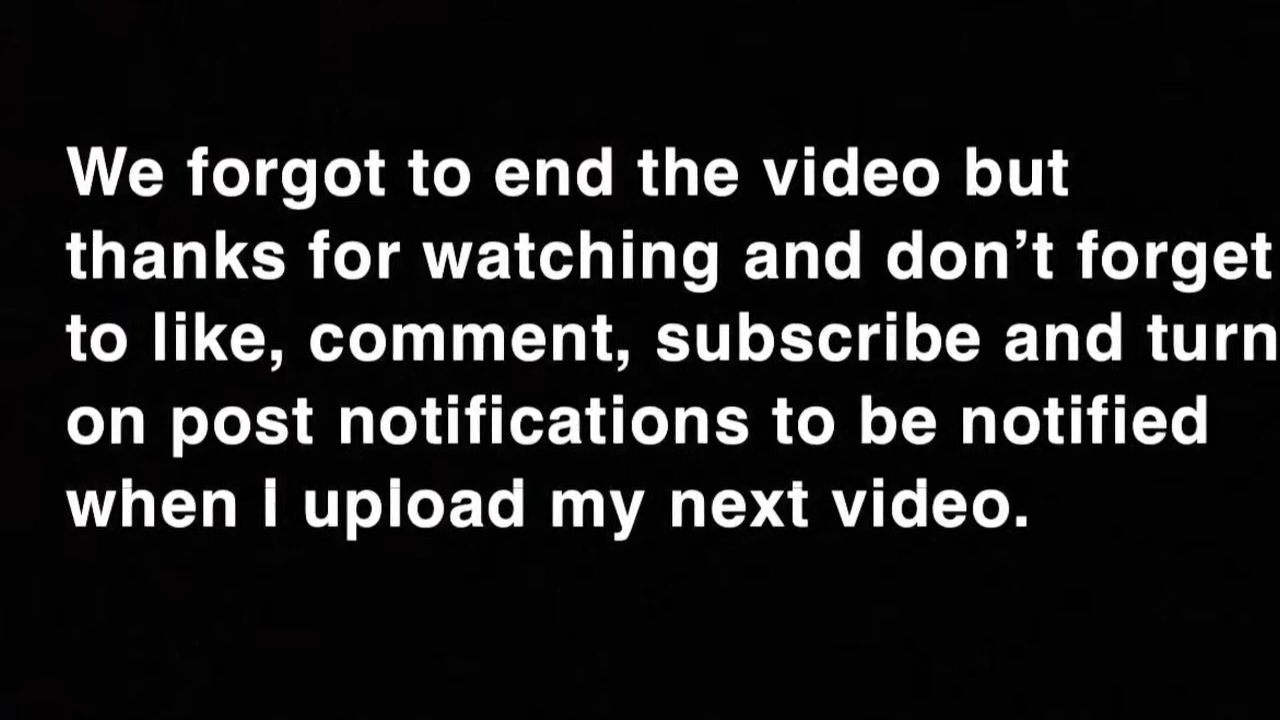 We forgot to end the video but
thanks for watching and don’t forget
to like, comment, subscribe and turn
on post notifications to be notified
when I upload my next video.